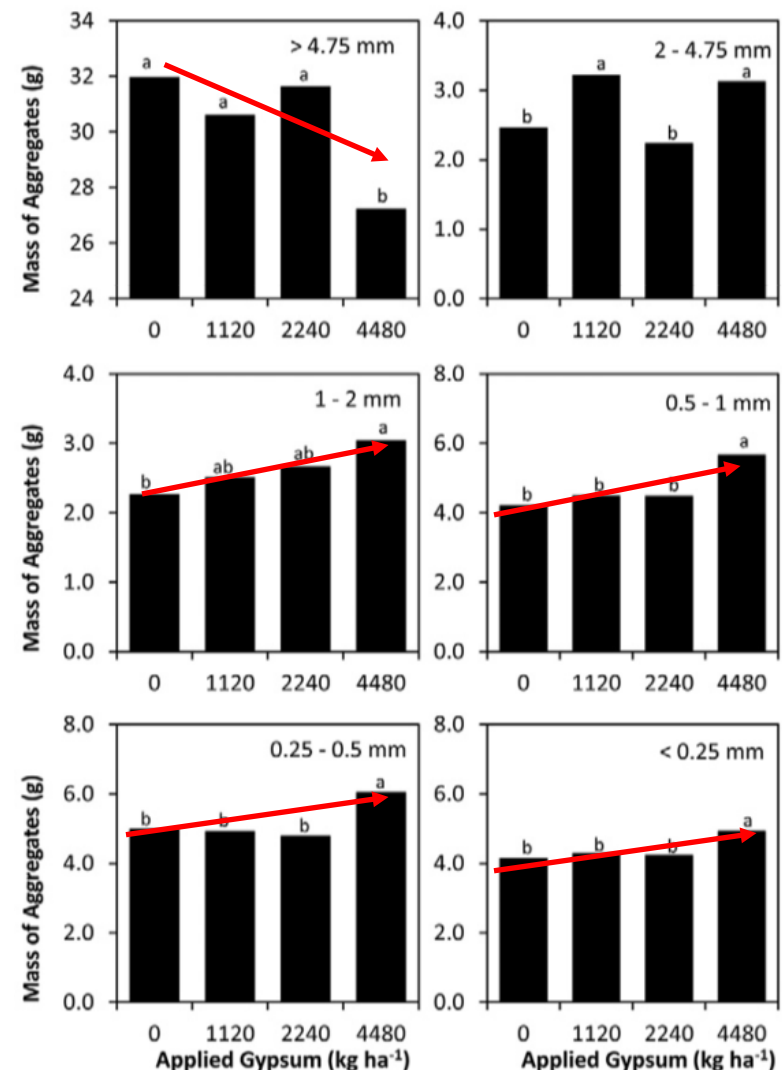 34
> 4.75 mm
32
30
28
26
24
a
a
a
b
0 1120 2240 4480
Mass of Aggregates (g)
4.0
2 - 4.75 mm
3.0
2.0
1.0
0.0
b
a
b
a
0 1120 2240 4480
4.0
1 - 2 mm
3.0
2.0
1.0
0.0
b
ab
ab
a
0 1120 2240 4480
Mass of Aggregates (g)
8.0
0.5 - 1 mm
6.0
4.0
2.0
0.0
b
b
b
a
0 1120 2240 4480
8.0
0.25 - 0.5 mm
6.0
4.0
2.0
0.0
b
b
b
a
0 1120 2240 4480
Mass of Aggregates (g)
Applied Gypsum (kg ha⁻¹)
8.0
< 0.25 mm
6.0
4.0
2.0
0.0
b
b
b
a
0 1120 2240 4480
Applied Gypsum (kg ha⁻¹)